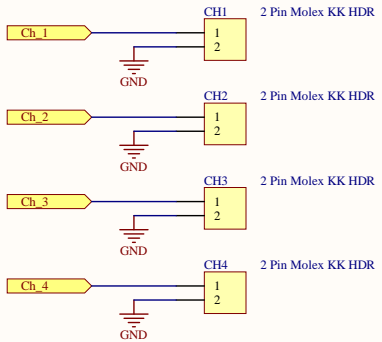 CH1 2 Pin Molex KK HDR
Ch_1 1
2
GND
CH2 2 Pin Molex KK HDR
Ch_2 1
2
GND
CH3 2 Pin Molex KK HDR
Ch_3 1
2
GND
CH4 2 Pin Molex KK HDR
Ch_4 1
2
GND